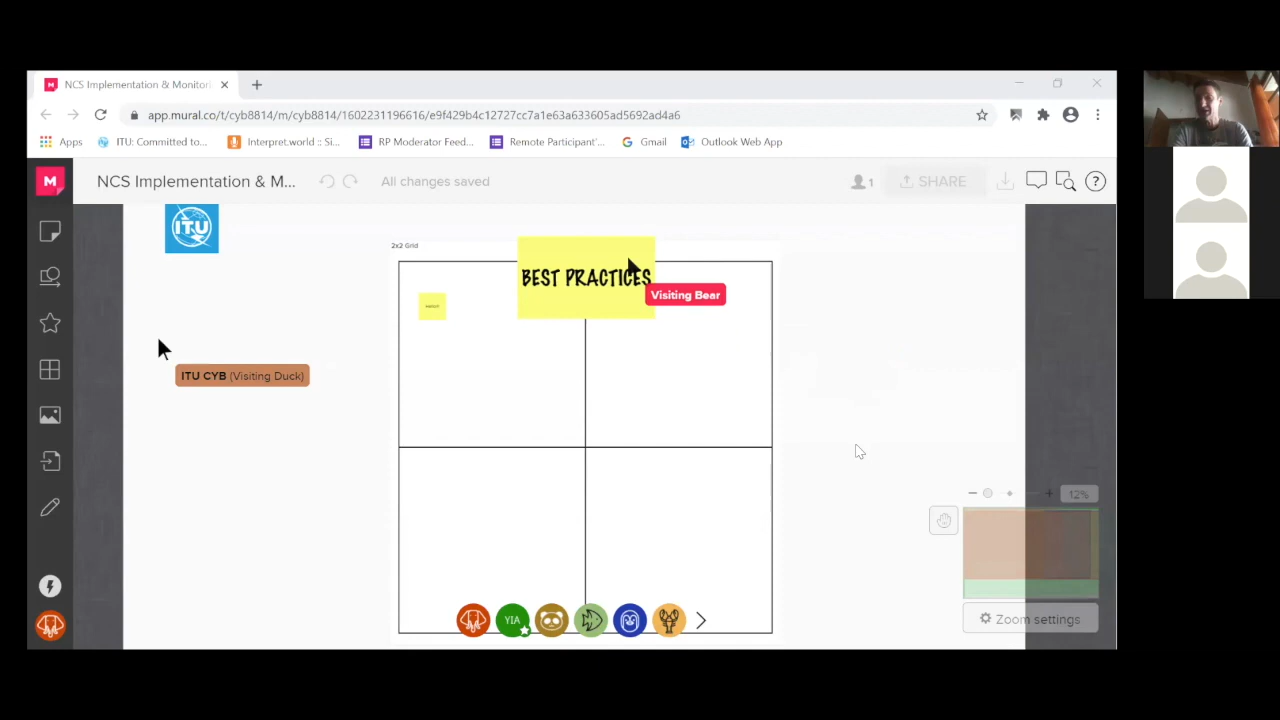 NCS Implementation & Monitori
app.mural.co/t/cyb8814/m/cyb8814/1602231196616/e9f429b4c12727cc7a1e63a633605ad5692ad4a6
Apps ITU: Committed to... Interpret.world :: Si... RP Moderator Feed... Remote Participant'... Gmail Outlook Web App
NCS Implementation & M... All changes saved 1 SHARE ?
ITU
2x2 Grid
BEST PRACTICES
Visiting Bear
ITU CYB (Visiting Duck)
12%
YIA
Zoom settings